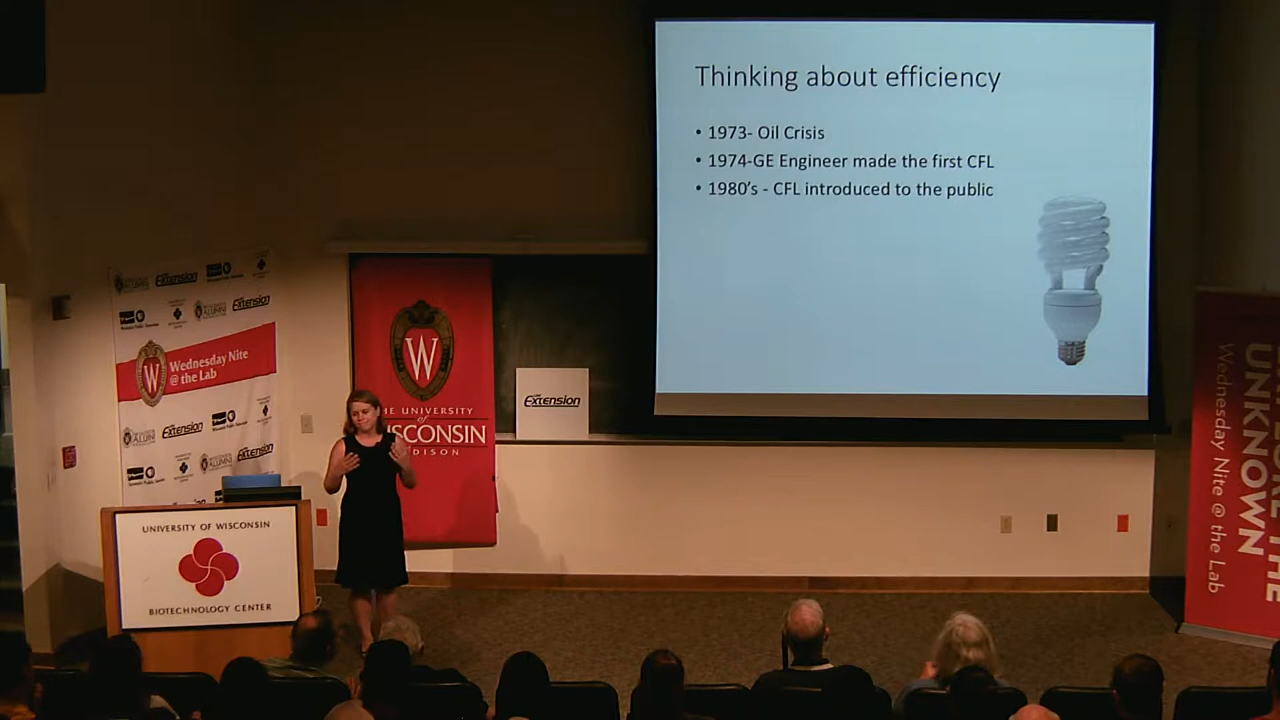 Thinking about efficiency
• 1973- Oil Crisis
• 1974-GE Engineer made the first CFL
• 1980's - CFL introduced to the public
Extension
Extension
Wednesday Nite
@ the Lab
Extension
Extension
W
W
THE UNIVERSITY
of
WISCONSIN
DISON
Extension
UNIVERSITY OF WISCONSIN
BIOTECHNOLOGY CENTER
THE
UNKNOWN
Wednesday Nite @ the Lab